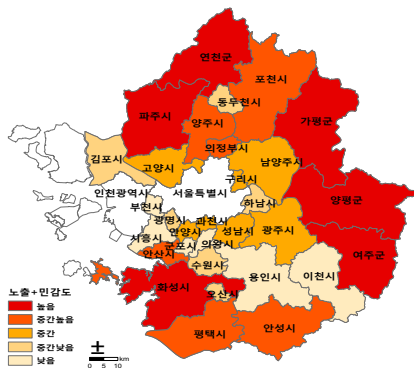 연천군
포천시
동두천시
파주시
양주시
가평군
의정부시
김포시
고양시
남양주시
구리시
인천광역시
서울특별시
양평군
부천시
하남시
광명시
과천시
안양시
성남시
광주시
시흥시
군포시
의왕시
여주군
안산시
수원시
용인시
이천시
화성시
오산시
평택시
안성시
노출+민감도
높음
중간높음
중간
중간낮음
낮음
0 5 10 km